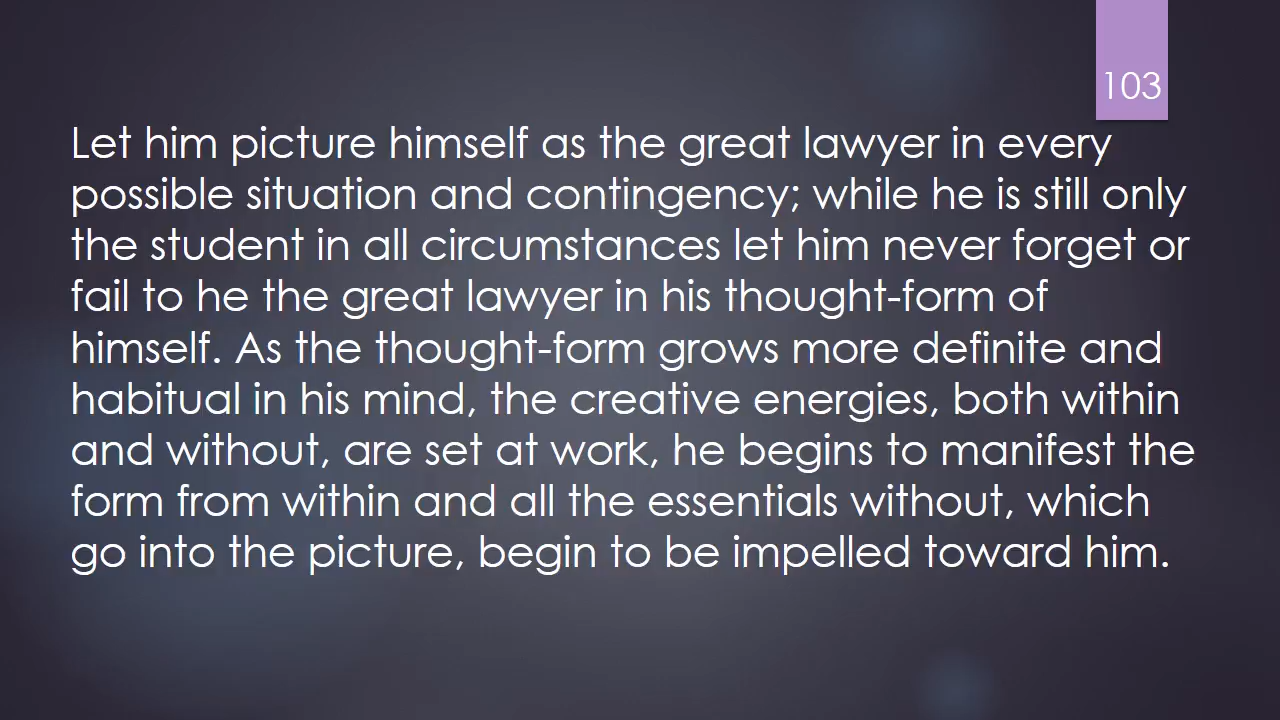 103
Let him picture himself as the great lawyer in every
possible situation and contingency; while he is still only
the student in all circumstances let him never forget or
fail to he the great lawyer in his thought-form of
himself. As the thought-form grows more definite and
habitual in his mind, the creative energies, both within
and without, are set at work, he begins to manifest the
form from within and all the essentials without, which
go into the picture, begin to be impelled toward him.